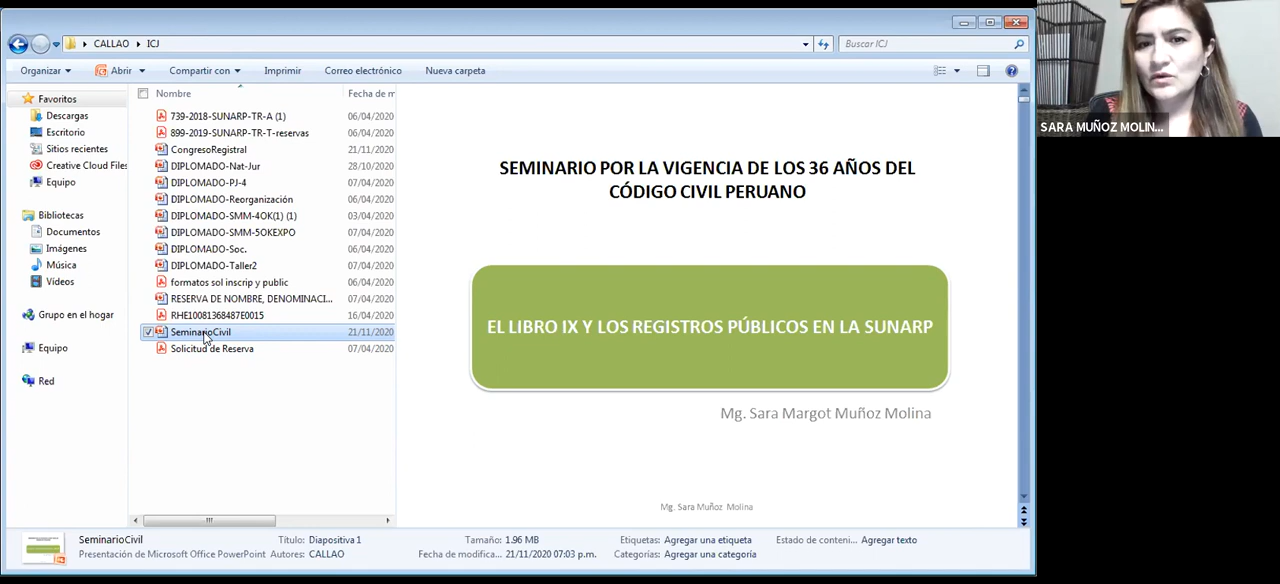 CALLAO ICJ
Buscar ICJ
Organizar Abrir Compartir con Imprimir Correo electrónico Nueva carpeta
Favoritos
Descargas
Escritorio
Sitios recientes
Creative Cloud Files
Equipo
Bibliotecas
Documentos
Imágenes
Música
Vídeos
Grupo en el hogar
Equipo
Red
Nombre Fecha de m
739-2018-SUNARP-TR-A (1) 06/04/2020
899-2019-SUNARP-TR-T-reservas 06/04/2020
CongresoRegistral 21/11/2020
DIPLOMADO-Nat-Jur 28/10/2020
DIPLOMADO-PJ-4 07/04/2020
DIPLOMADO-Reorganización 06/04/2020
DIPLOMADO-SMM-4OK(1) (1) 03/04/2020
DIPLOMADO-SMM-5OKEXPO 07/04/2020
DIPLOMADO-Soc. 06/04/2020
DIPLOMADO-Taller2 07/04/2020
formatos sol inscrip y public 06/04/2020
RESERVA DE NOMBRE, DENOMINACI... 07/04/2020
RHE10081368487E0015 16/04/2020
SeminarioCivil 21/11/2020
Solicitud de Reserva 07/04/2020
SEMINARIO POR LA VIGENCIA DE LOS 36 AÑOS DEL
CÓDIGO CIVIL PERUANO
EL LIBRO IX Y LOS REGISTROS PÚBLICOS EN LA SUNARP
Mg. Sara Margot Muñoz Molina
Mg. Sara Muñoz Molina
SeminarioCivil Título: Diapositiva 1 Tamaño: 1.96 MB Etiquetas: Agregar una etiqueta Estado de conteni... Agregar texto
Presentación de Microsoft Office PowerPoint Autores: CALLAO Fecha de modifica... 21/11/2020 07:03 p.m. Categorías: Agregar una categoría
SARA MUÑOZ MOLIN...